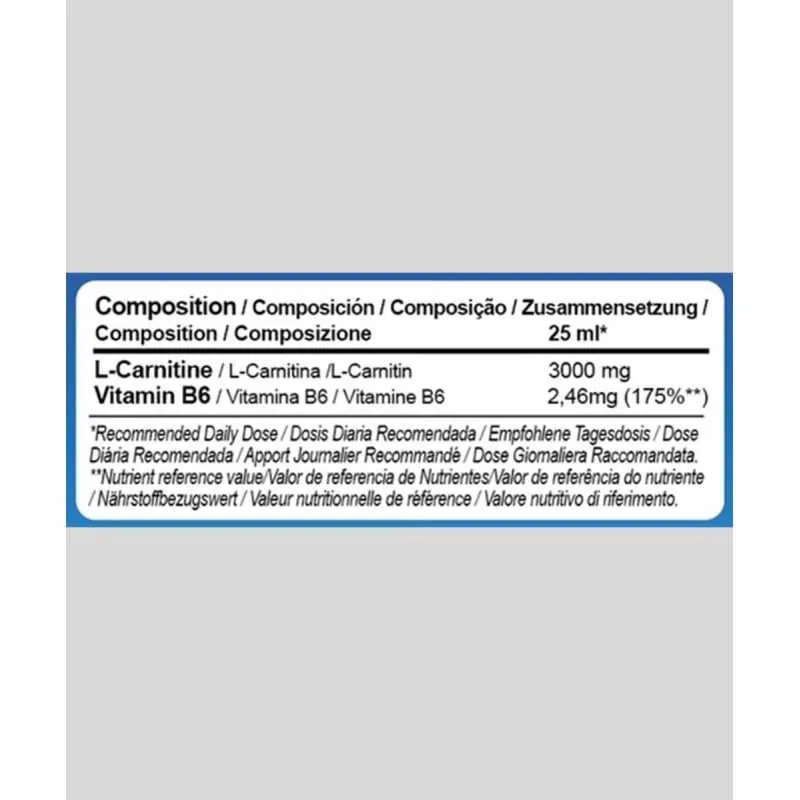 Composition / Composición / Composição / Zusammensetzung /
Composition / Composizione 25 ml*
L-Carnitine / L-Carnitina /L-Carnitin 3000 mg
Vitamin B6 / Vitamina B6 / Vitamine B6 2,46mg (175%**)
*Recommended Daily Dose / Dosis Diaria Recomendada / Empfohlene Tagesdosis / Dose
Diária Recomendada / Apport Journalier Recommandé / Dose Giornaliera Raccomandata.
**Nutrient reference value/Valor de referencia de Nutrientes/Valor de referência do nutriente
/ Nährstoffbezugswert / Valeur nutritionnelle de référence / Valore nutritivo di riferimento.